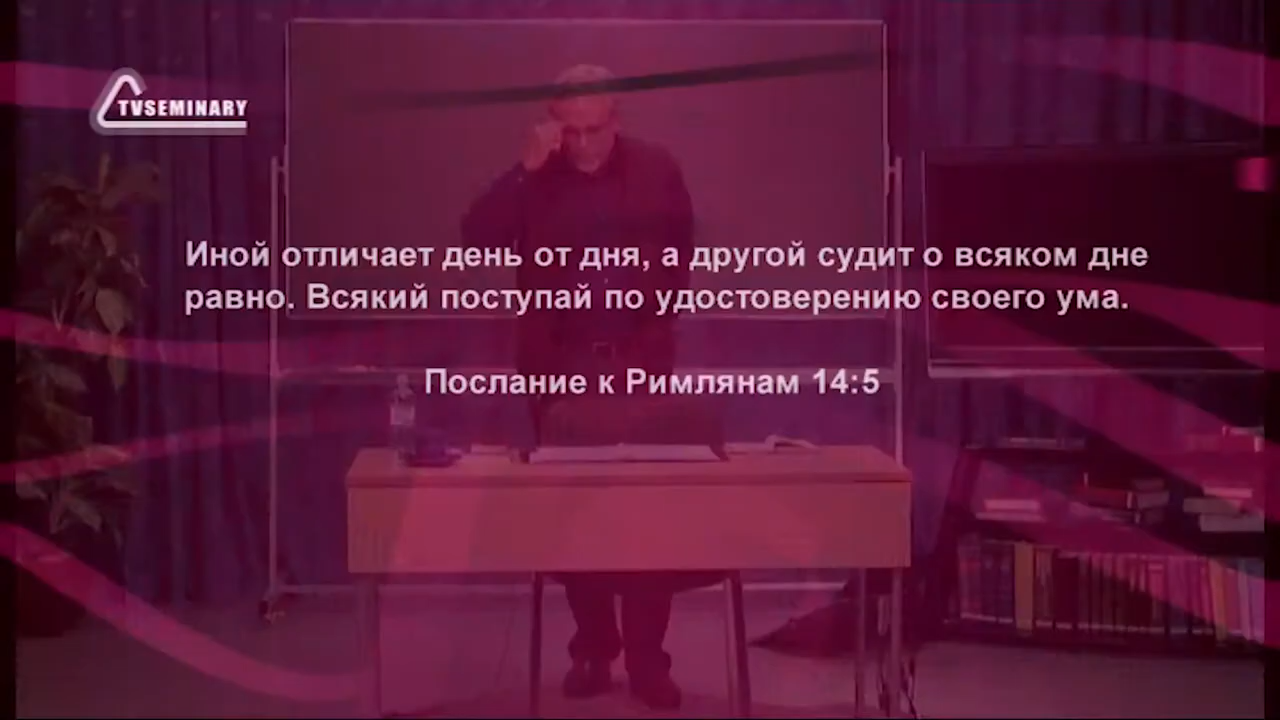 TVSEMINARY
Иной отличает день от дня, а другой судит о всяком дне
равно. Всякий поступай по удостоверению своего ума.
Послание к Римлянам 14:5